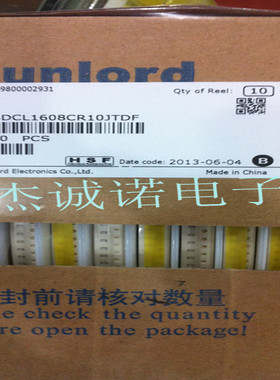 unlord
9800002931
Qty of Reel: 10
DCL1608CR10JTDF
0 PCS
HSF
Date code: 2013-06-04
B
rd Electronics Co.,Ltd.
Made in China
杰诚诺电子
封前请核对数量
e check the quantity
re open the package!